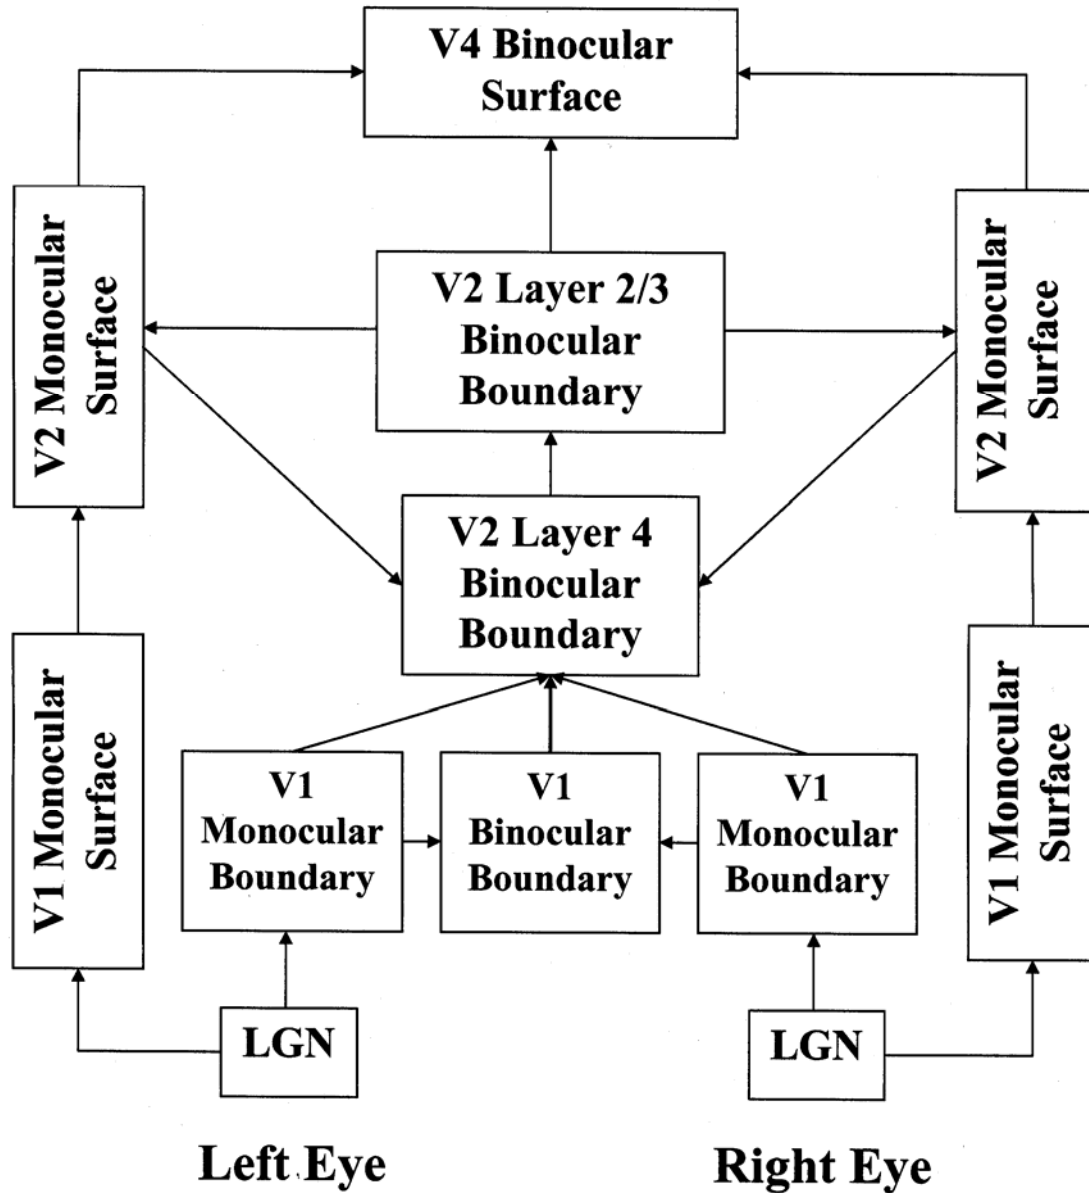 V4 Binocular
Surface
V2 Monocular
Surface
V2 Layer 2/3
Binocular
Boundary
V2 Monocular
Surface
V2 Layer 4
Binocular
Boundary
V1 Monocular
Surface
V1
Monocular
Boundary
V1
Binocular
Boundary
V1
Monocular
Boundary
V1 Monocular
Surface
LGN
LGN
Left Eye
Right Eye